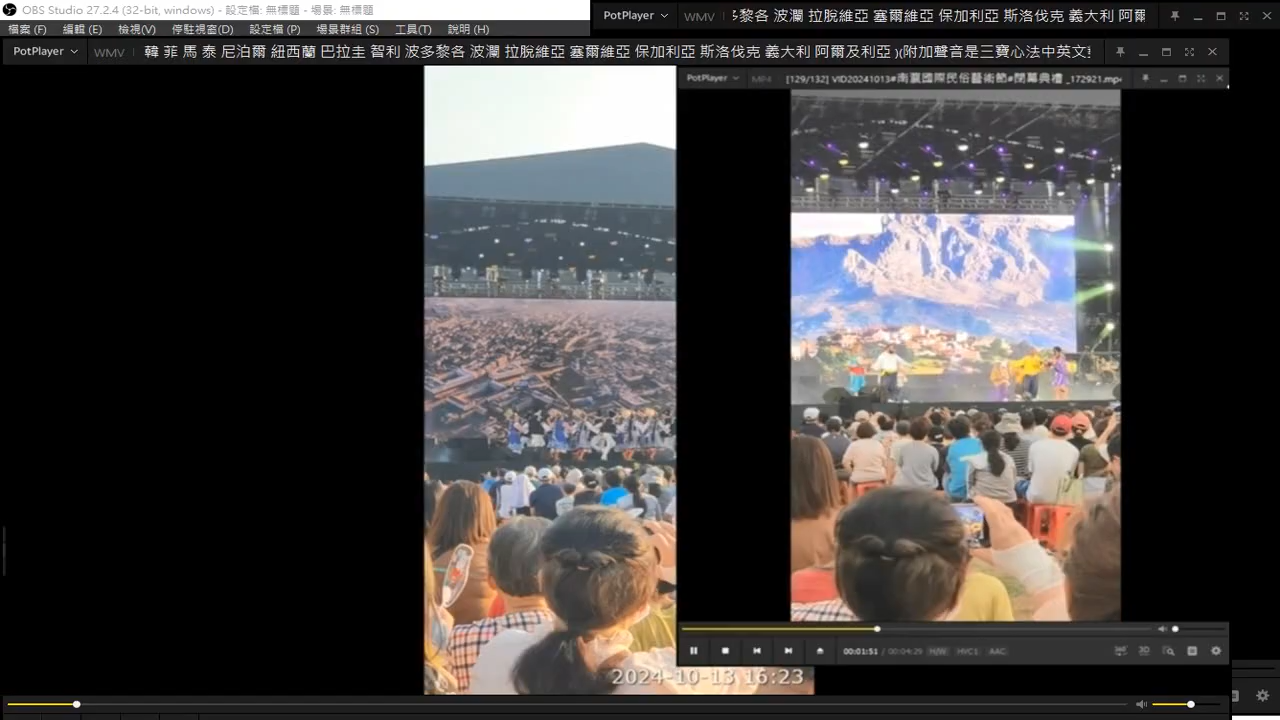 OBS Studio 27.2.4 (32-bit, windows) - 設定檔: 無標題 - 場景: 無標題
PotPlayer WMV 多黎各 波瀾 拉脫維亞 塞爾維亞 保加利亞 斯洛伐克 義大利 阿爾
檔案 (F) 編輯 (E) 檢視(V) 停駐視窗(D) 設定檔 (P) 場景群組 (S) 工具(T) 說明 (H)
PotPlayer WMV 韓 菲 馬 泰 尼泊爾 紐西蘭 巴拉圭 智利 波多黎各 波瀾 拉脫維亞 塞爾維亞 保加利亞 斯洛伐克 義大利 阿爾及利亞 )(附加聲音是三寶心法中英文
PotPlayer MP4 [129/132] VID20241013#南瀛國際民俗藝術節#閉幕典禮 _172921.mp4
00:01:51 / 00:04:29 H/W HVC1 AAC 3D
2024-10-13 16:23